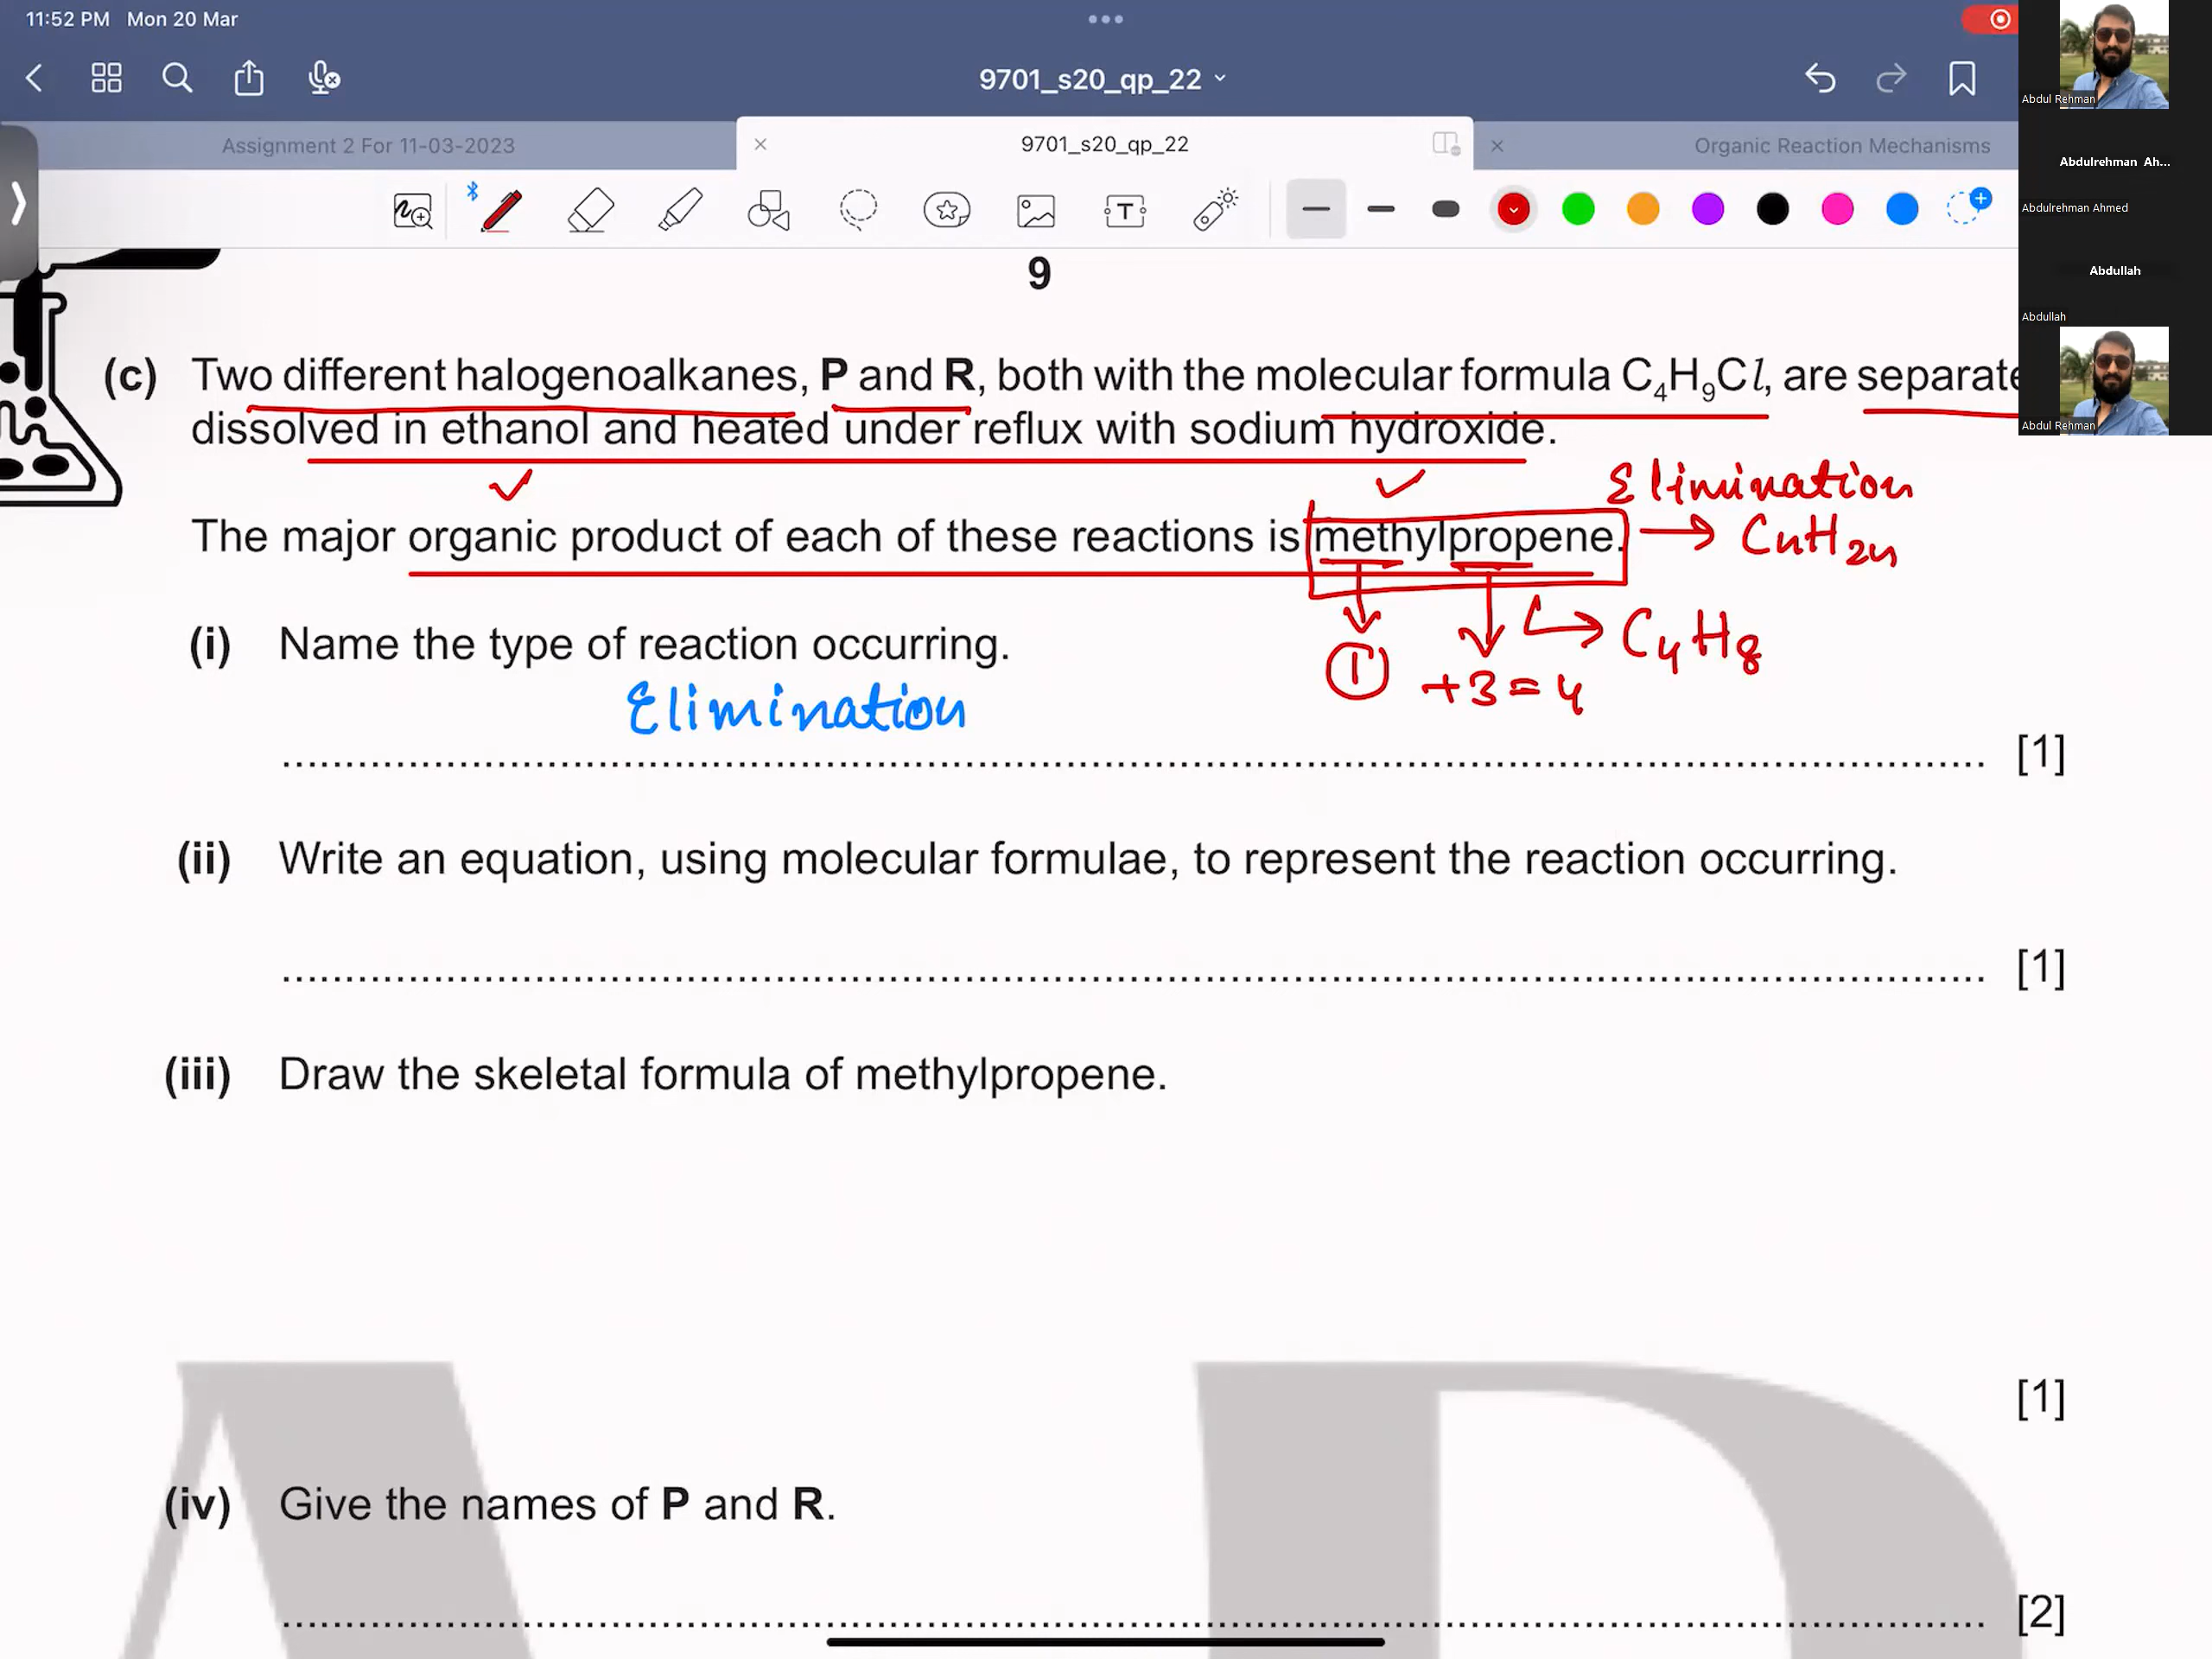 11:52 PM Mon 20 Mar
9701_s20_qp_22
Assignment 2 For 11-03-2023
9701_s20_qp_22
Organic Reaction Mechanisms
T
Abdul Rehman
Abdulrehman Ah...
Abdulrehman Ahmed
Abdullah
Abdullah
Abdul Rehman
9
(c) Two different halogenoalkanes, P and R, both with the molecular formula C₄H₉Cl, are separate
dissolved in ethanol and heated under reflux with sodium hydroxide.
Elimination
The major organic product of each of these reactions is methylpropene. → CnH2n
① +3=4 → C₄H₈
(i) Name the type of reaction occurring.
Elimination
[1]
(ii) Write an equation, using molecular formulae, to represent the reaction occurring.
[1]
(iii) Draw the skeletal formula of methylpropene.
[1]
(iv) Give the names of P and R.
[2]